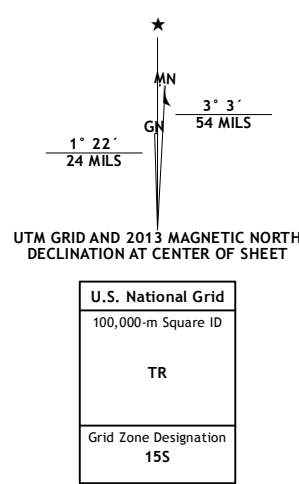 MN
3° 3´
54 MILS
GN
1° 22´
24 MILS
UTM GRID AND 2013 MAGNETIC NORTH
DECLINATION AT CENTER OF SHEET
U.S. National Grid
100,000-m Square ID
TR
Grid Zone Designation
15S